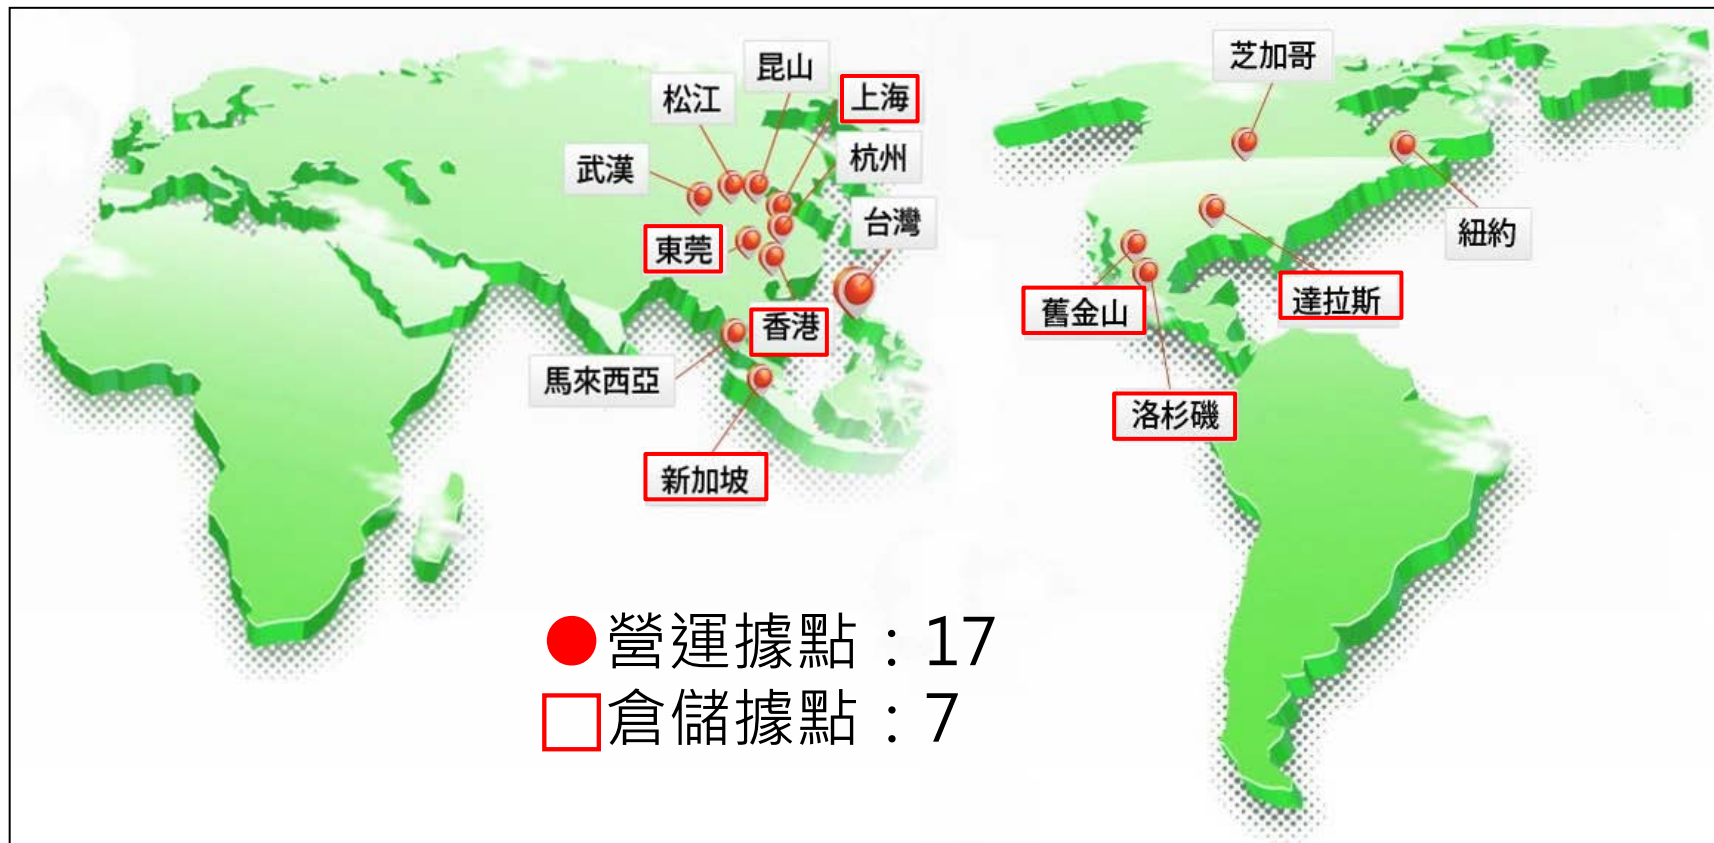 昆山
芝加哥
松江
上海
武漢
杭州
台灣
東莞
紐約
香港
舊金山
達拉斯
馬來西亞
洛杉磯
新加坡
營運據點：17
倉儲據點：7